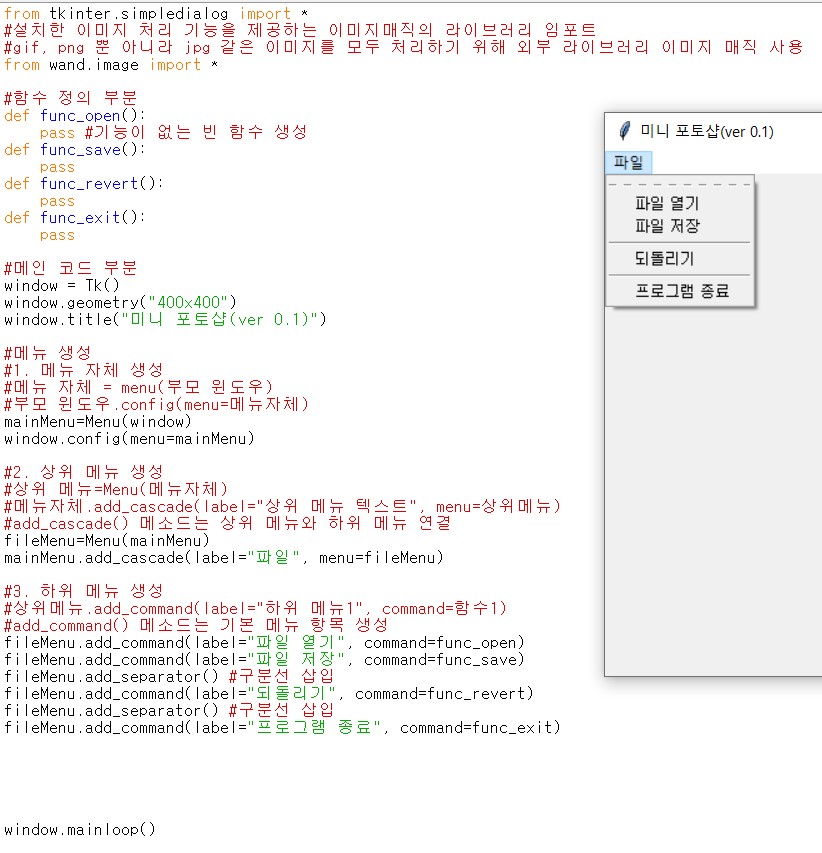 from tkinter.simpledialog import *
#설치한 이미지 처리 기능을 제공하는 이미지매직의 라이브러리 임포트
#gif, png 뿐 아니라 jpg 같은 이미지를 모두 처리하기 위해 외부 라이브러리 이미지 매직 사용
from wand.image import *
#함수 정의 부분
def func_open():
    pass #기능이 없는 빈 함수 생성
def func_save():
    pass
def func_revert():
    pass
def func_exit():
    pass
#메인 코드 부분
window = Tk()
window.geometry("400x400")
window.title("미니 포토샵(ver 0.1)")
#메뉴 생성
#1. 메뉴 자체 생성
#메뉴 자체 = menu(부모 윈도우)
#부모 윈도우.config(menu=메뉴자체)
mainMenu=Menu(window)
window.config(menu=mainMenu)
#2. 상위 메뉴 생성
#상위 메뉴=Menu(메뉴자체)
#메뉴자체.add_cascade(label="상위 메뉴 텍스트", menu=상위메뉴)
#add_cascade() 메소드는 상위 메뉴와 하위 메뉴 연결
fileMenu=Menu(mainMenu)
mainMenu.add_cascade(label="파일", menu=fileMenu)
#3. 하위 메뉴 생성
#상위메뉴.add_command(label="하위 메뉴1", command=함수1)
#add_command() 메소드는 기본 메뉴 항목 생성
fileMenu.add_command(label="파일 열기", command=func_open)
fileMenu.add_command(label="파일 저장", command=func_save)
fileMenu.add_separator() #구분선 삽입
fileMenu.add_command(label="되돌리기", command=func_revert)
fileMenu.add_separator() #구분선 삽입
fileMenu.add_command(label="프로그램 종료", command=func_exit)
window.mainloop()
미니 포토샵(ver 0.1)
파일
파일 열기
파일 저장
되돌리기
프로그램 종료